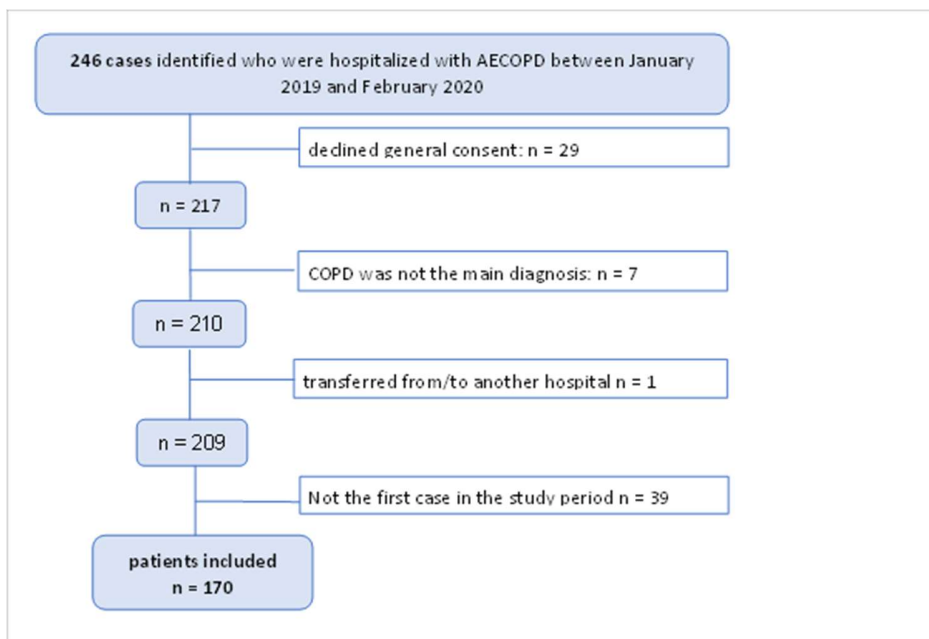 246 cases identified who were hospitalized with AECOPD between January
2019 and February 2020
declined general consent: n = 29
n = 217
COPD was not the main diagnosis: n = 7
n = 210
transferred from/to another hospital n = 1
n = 209
Not the first case in the study period n = 39
patients included
n = 170